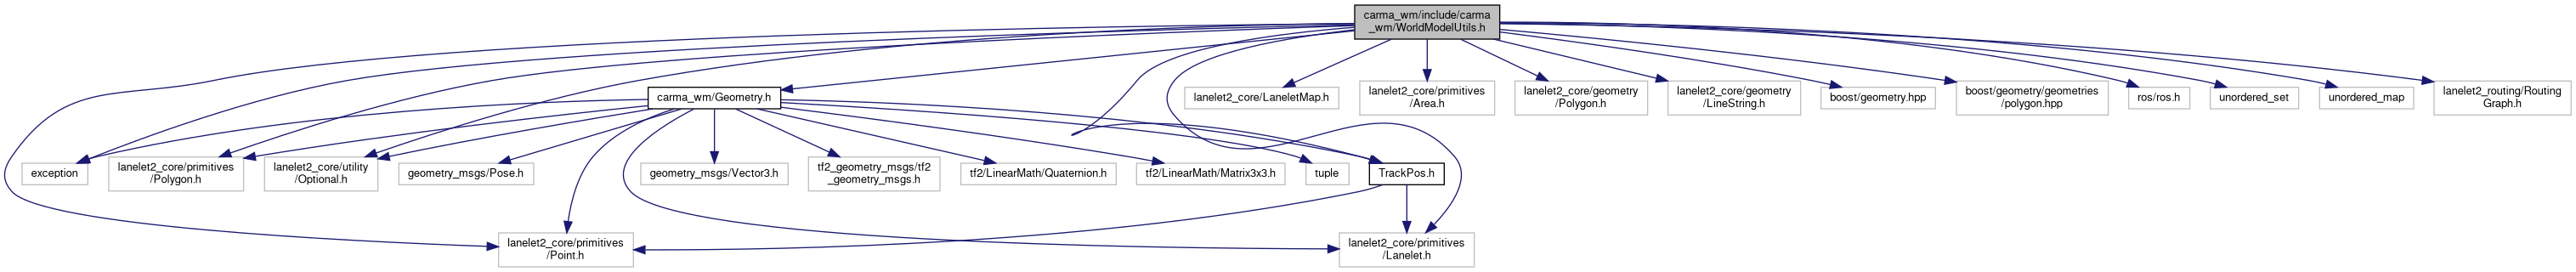 carma_wm/include/carma
_wm/WorldModelUtils.h
carma_wm/Geometry.h
lanelet2_core/LaneletMap.h
lanelet2_core/primitives
/Area.h
lanelet2_core/geometry
/Polygon.h
lanelet2_core/geometry
/LineString.h
boost/geometry.hpp
boost/geometry/geometries
/polygon.hpp
ros/ros.h
unordered_set
unordered_map
lanelet2_routing/Routing
Graph.h
exception
lanelet2_core/primitives
/Polygon.h
lanelet2_core/utility
/Optional.h
geometry_msgs/Pose.h
geometry_msgs/Vector3.h
tf2_geometry_msgs/tf2
_geometry_msgs.h
tf2/LinearMath/Quaternion.h
tf2/LinearMath/Matrix3x3.h
tuple
TrackPos.h
lanelet2_core/primitives
/Point.h
lanelet2_core/primitives
/Lanelet.h